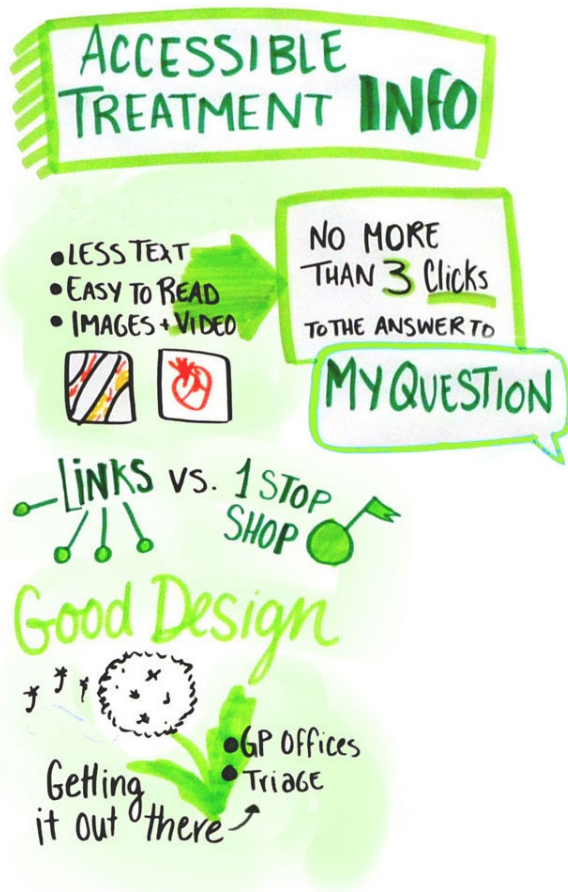 ACCESSIBLE
TREATMENT INFO
• LESS TEXT
• EASY TO READ
• IMAGES + VIDEO
NO MORE
THAN 3 Clicks
TO THE ANSWER TO
MY QUESTION
LINKS VS. 1 STOP
SHOP
Good Design
• GP Offices
• TRIAGE
Getting
it out there